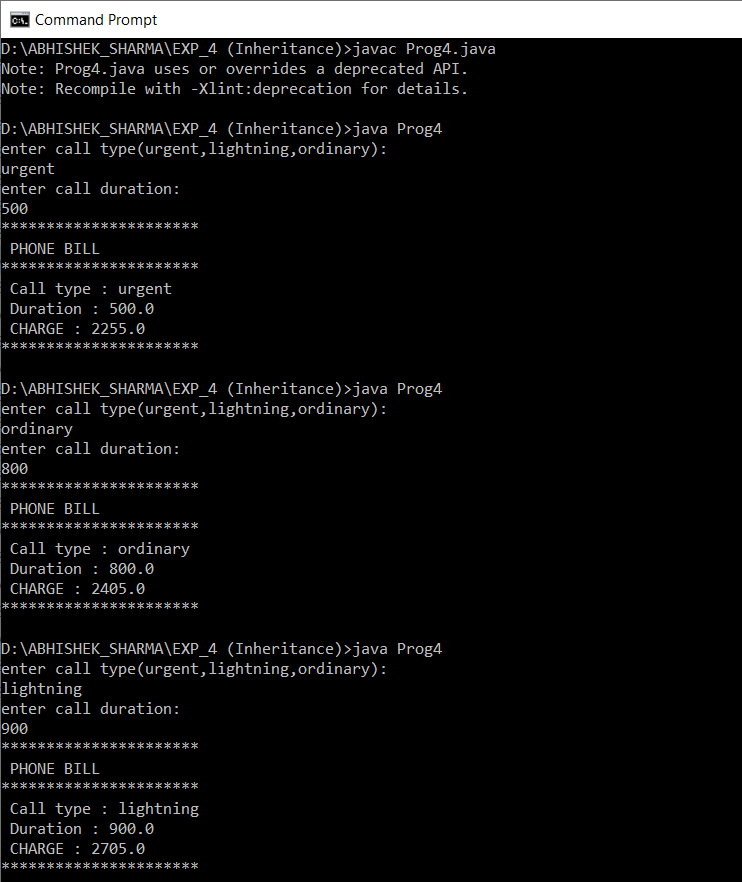 Command Prompt
D:\ABHISHEK_SHARMA\EXP_4 (Inheritance)>javac Prog4.java
Note: Prog4.java uses or overrides a deprecated API.
Note: Recompile with -Xlint:deprecation for details.
D:\ABHISHEK_SHARMA\EXP_4 (Inheritance)>java Prog4
enter call type(urgent,lightning,ordinary):
urgent
enter call duration:
500
**********************
 PHONE BILL
**********************
 Call type : urgent
 Duration : 500.0
 CHARGE : 2255.0
**********************
D:\ABHISHEK_SHARMA\EXP_4 (Inheritance)>java Prog4
enter call type(urgent,lightning,ordinary):
ordinary
enter call duration:
800
**********************
 PHONE BILL
**********************
 Call type : ordinary
 Duration : 800.0
 CHARGE : 2405.0
**********************
D:\ABHISHEK_SHARMA\EXP_4 (Inheritance)>java Prog4
enter call type(urgent,lightning,ordinary):
lightning
enter call duration:
900
**********************
 PHONE BILL
**********************
 Call type : lightning
 Duration : 900.0
 CHARGE : 2705.0
**********************